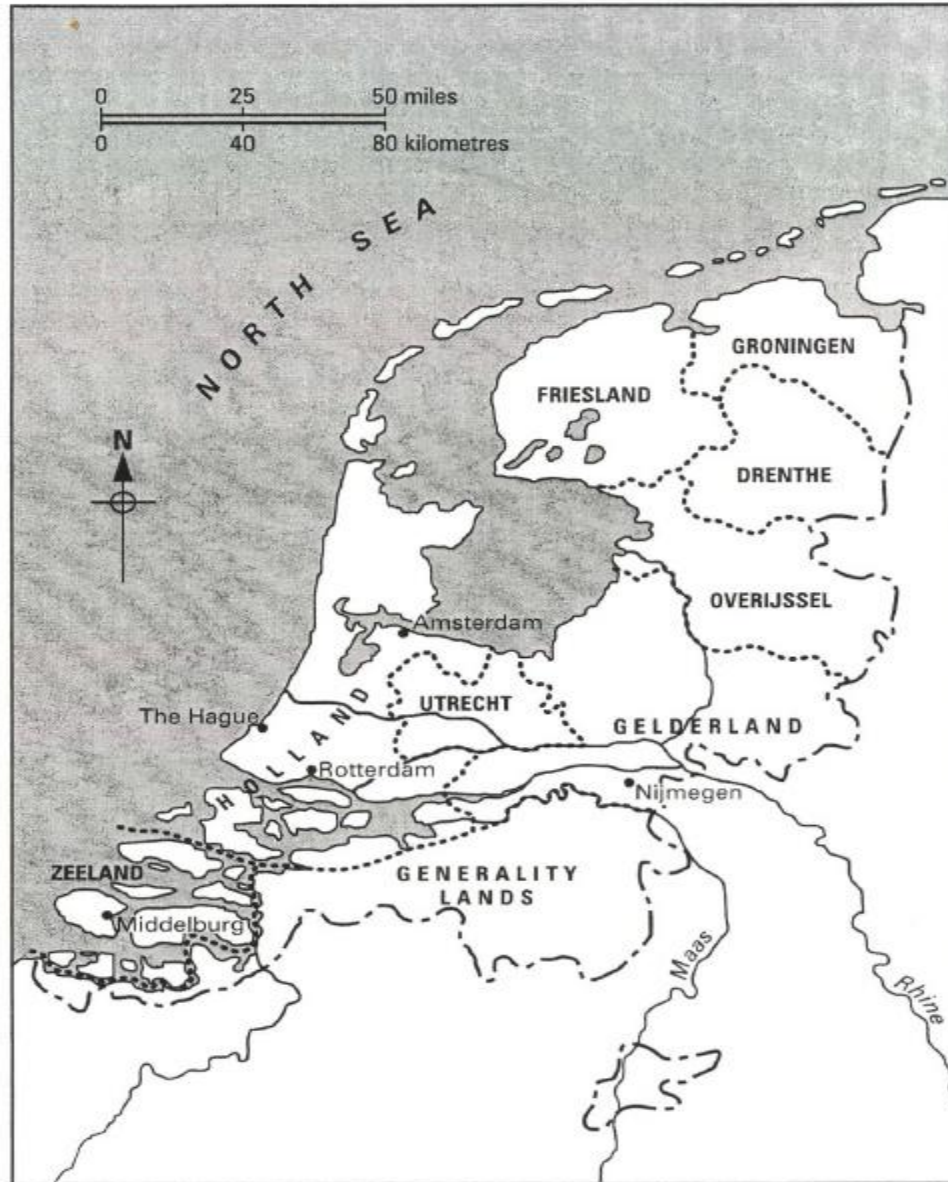 0 25 50 miles
0 40 80 kilometres
NORTH SEA
N
GRONINGEN
FRIESLAND
DRENTHE
OVERIJSSEL
Amsterdam
UTRECHT
The Hague
GELDERLAND
HOLLAND
Rotterdam
Nijmegen
ZEELAND
GENERALITY
LANDS
Middelburg
Maas
Rhine